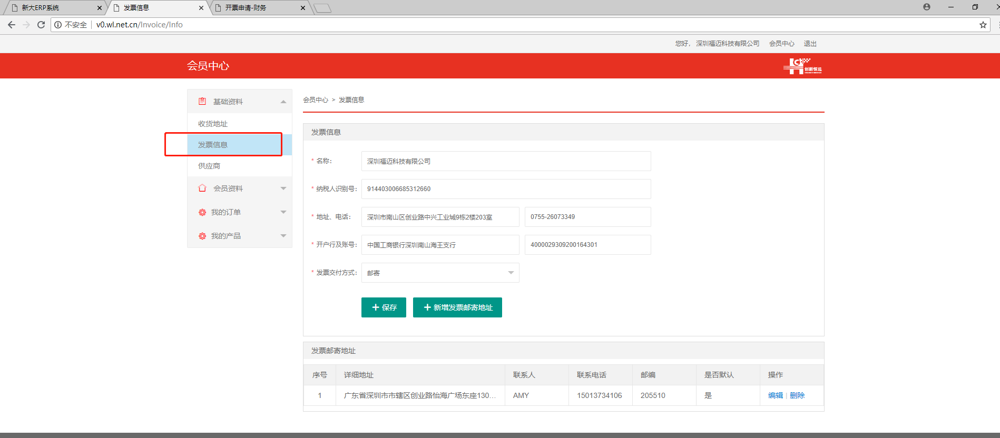 新大ERP系统
发票信息
开票申请-财务
不安全
v0.wl.net.cn/Invoice/Info
您好， 深圳福迈科技有限公司 会员中心 退出
会员中心
创新恒远
基础资料
收货地址
发票信息
供应商
会员资料
我的订单
我的产品
会员中心 > 发票信息
发票信息
* 名称： 深圳福迈科技有限公司
* 纳税人识别号： 914403006685312660
* 地址、电话： 深圳市南山区创业路中兴工业城9栋2楼203室 0755-26073349
* 开户行及账号： 中国工商银行深圳南山海王支行 4000029309200164301
* 发票交付方式： 邮寄
保存 新增发票邮寄地址
发票邮寄地址
序号 详细地址 联系人 联系电话 邮编 是否默认 操作
1 广东省深圳市市辖区创业路怡海广场东座130... AMY 15013734106 205510 是 编辑 | 删除